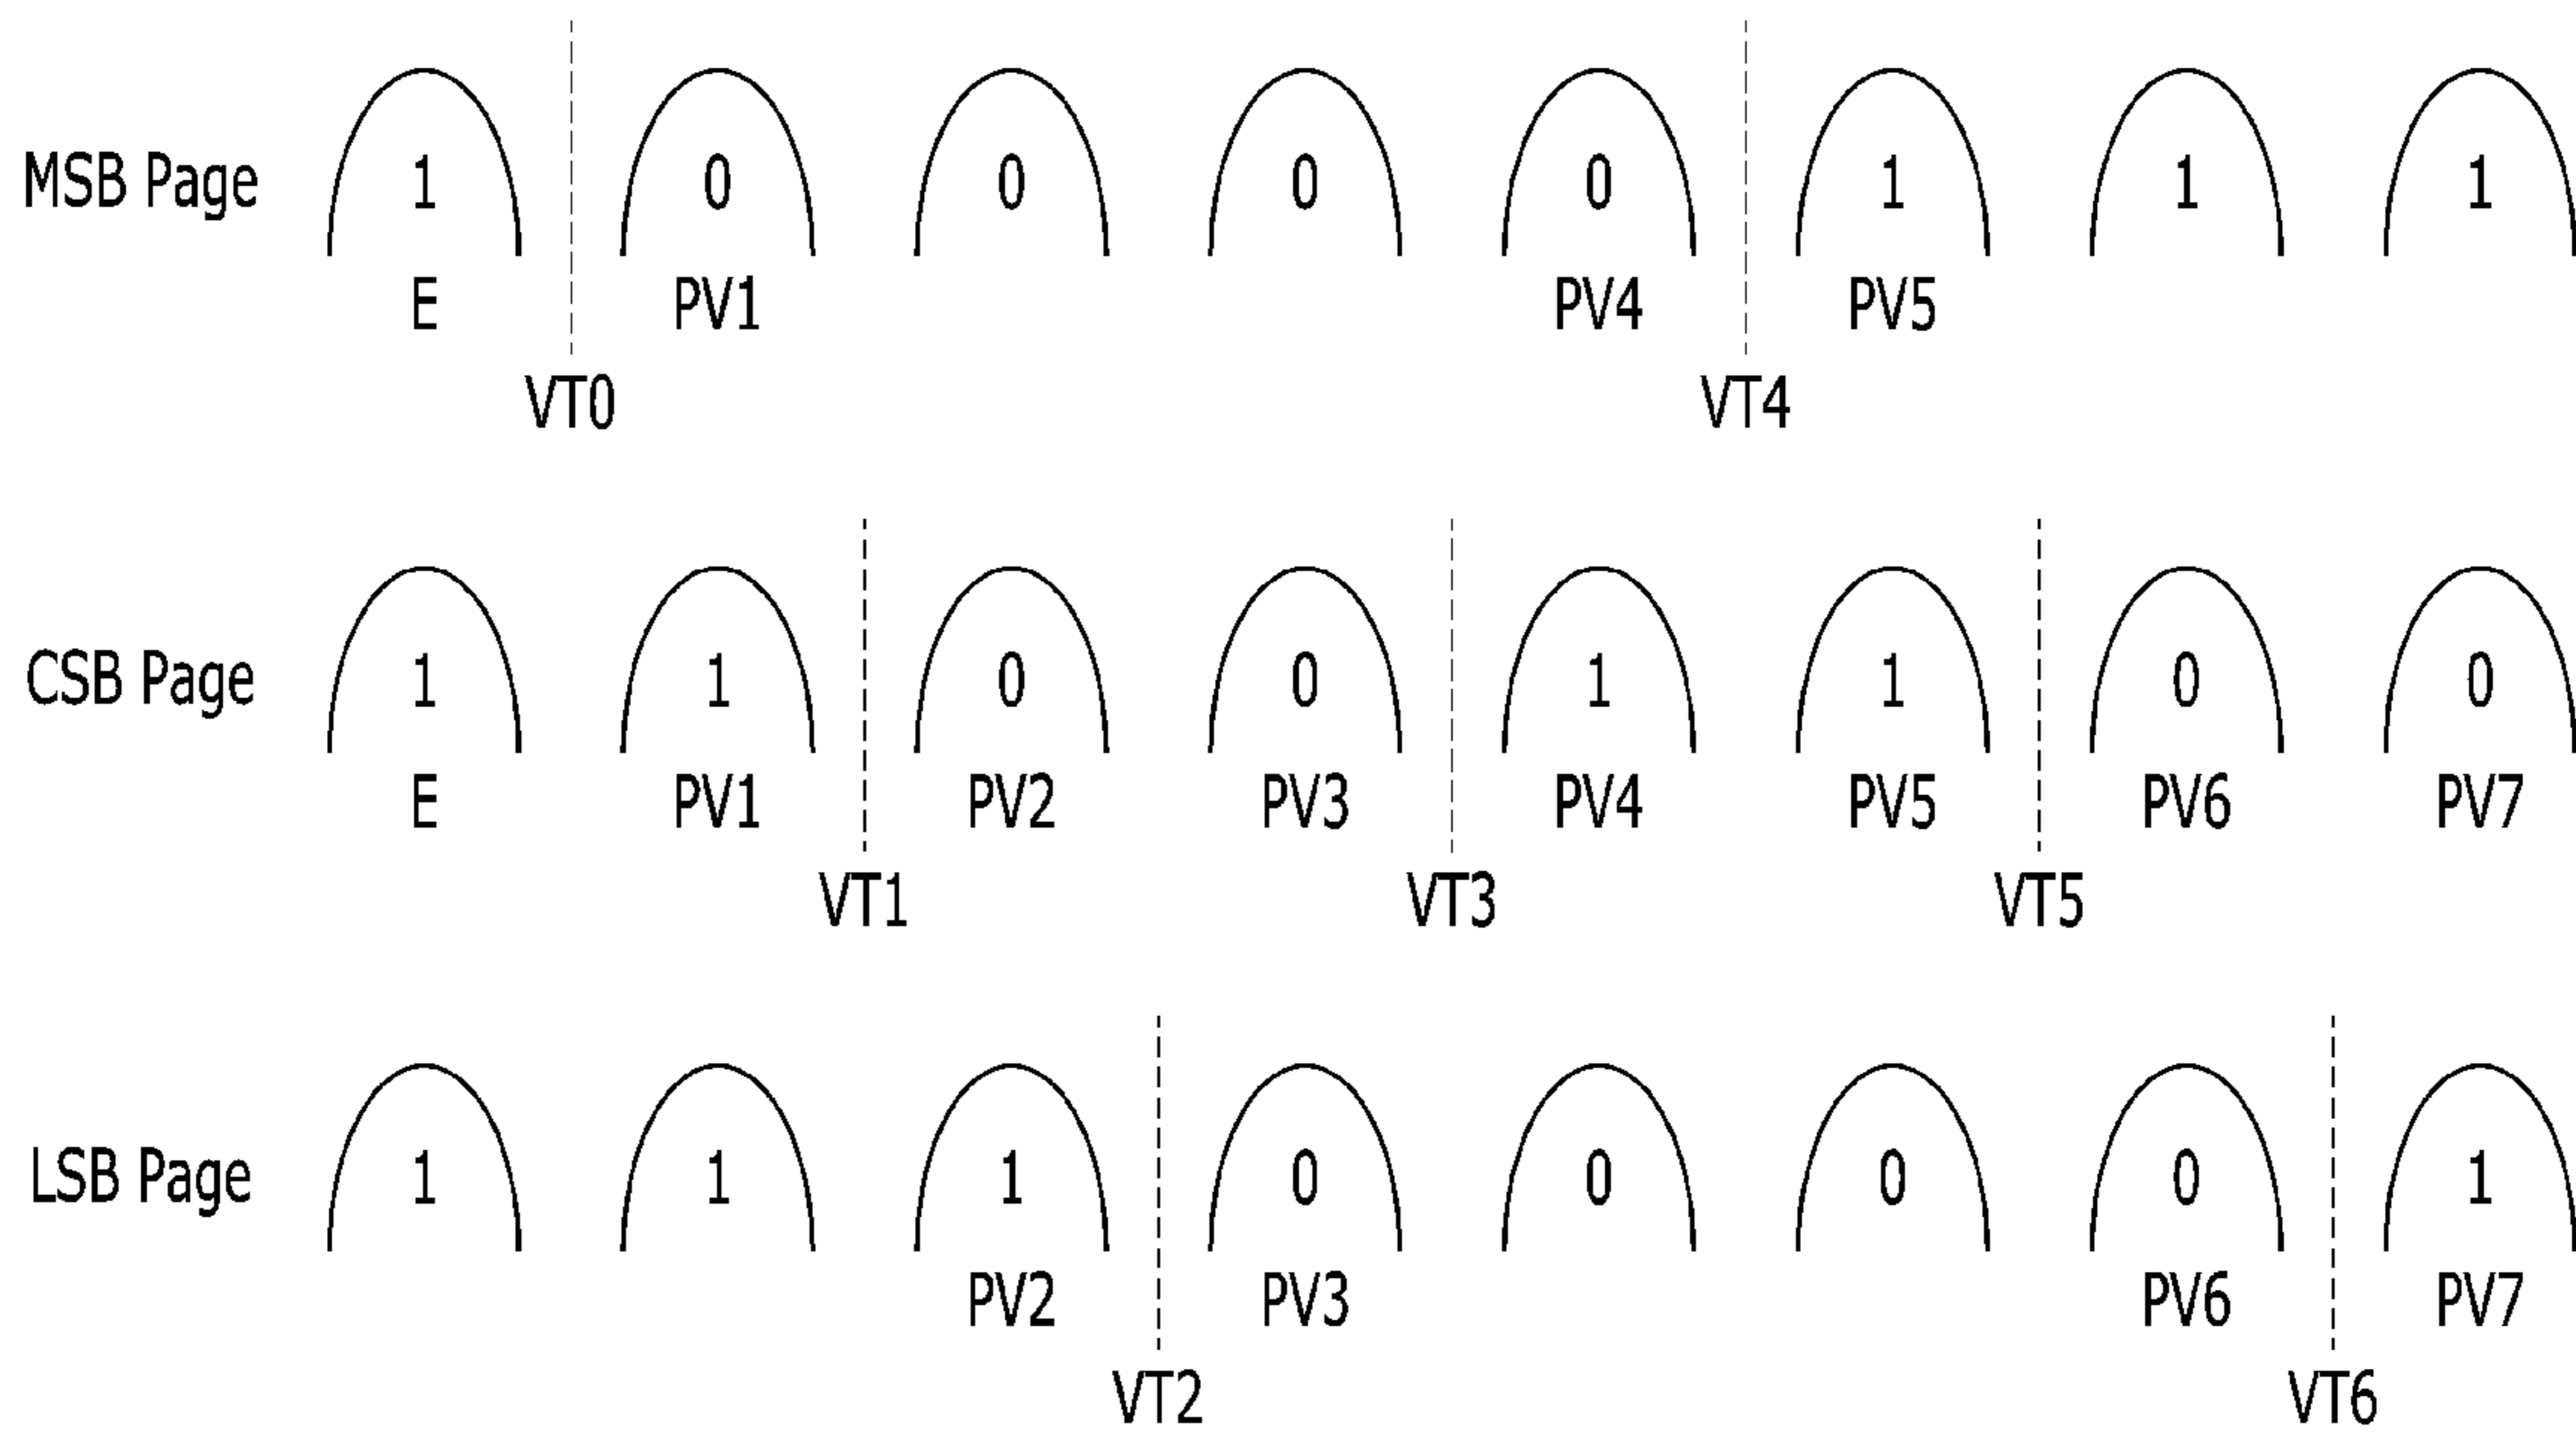 MSB Page 1 0 0 0 0 1 1 1
E PV1 PV4 PV5
VT0 VT4
CSB Page 1 1 0 0 1 1 0 0
E PV1 PV2 PV3 PV4 PV5 PV6 PV7
VT1 VT3 VT5
LSB Page 1 1 1 0 0 0 0 1
PV2 PV3 PV6 PV7
VT2 VT6